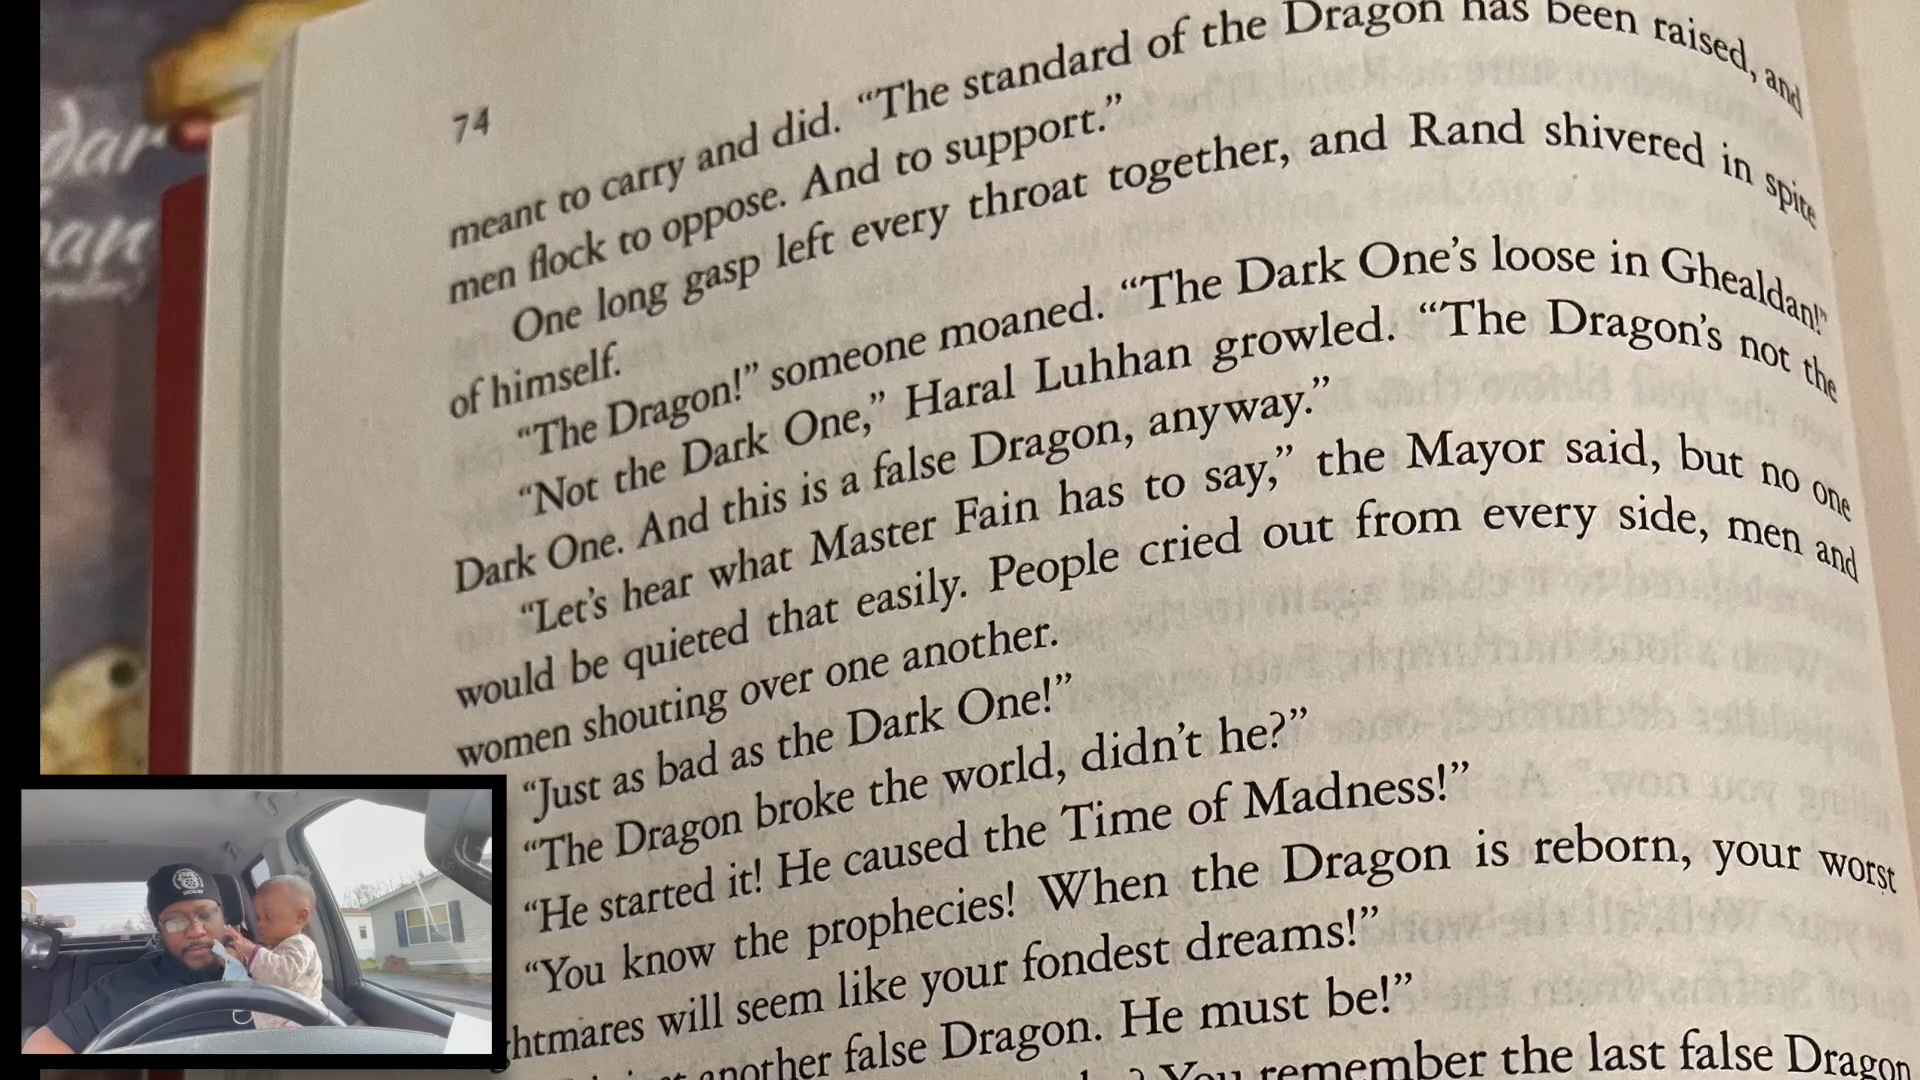 74
meant to carry and did. “The standard of the Dragon has been raised, and
men flock to oppose. And to support.”
One long gasp left every throat together, and Rand shivered in spite
of himself.
“The Dragon!” someone moaned. “The Dark One’s loose in Ghealdan!”
“Not the Dark One,” Haral Luhhan growled. “The Dragon’s not the
Dark One. And this is a false Dragon, anyway.”
“Let’s hear what Master Fain has to say,” the Mayor said, but no one
would be quieted that easily. People cried out from every side, men and
women shouting over one another.
“Just as bad as the Dark One!”
“The Dragon broke the world, didn’t he?”
“He started it! He caused the Time of Madness!”
“You know the prophecies! When the Dragon is reborn, your worst
htmares will seem like your fondest dreams!”
another false Dragon. He must be!”
? You remember the last false Dragon